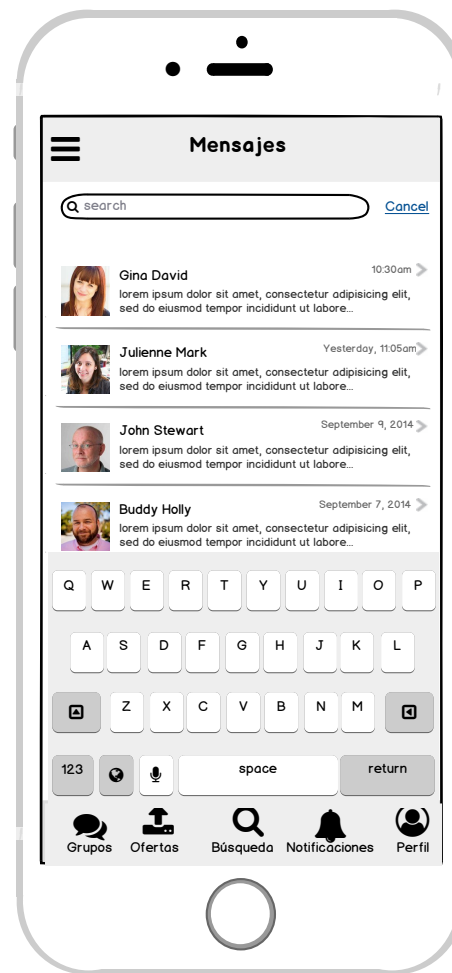 Mensajes
search
Cancel
Gina David
10:30am
lorem ipsum dolor sit amet, consectetur adipisicing elit,
sed do eiusmod tempor incididunt ut labore...
Julienne Mark
Yesterday, 11:05am
lorem ipsum dolor sit amet, consectetur adipisicing elit,
sed do eiusmod tempor incididunt ut labore...
John Stewart
September 9, 2014
lorem ipsum dolor sit amet, consectetur adipisicing elit,
sed do eiusmod tempor incididunt ut labore...
Buddy Holly
September 7, 2014
lorem ipsum dolor sit amet, consectetur adipisicing elit,
sed do eiusmod tempor incididunt ut labore...
Q W E R T Y U I O P
A S D F G H J K L
Z X C V B N M
123 space return
Grupos Ofertas Búsqueda Notificaciones Perfil